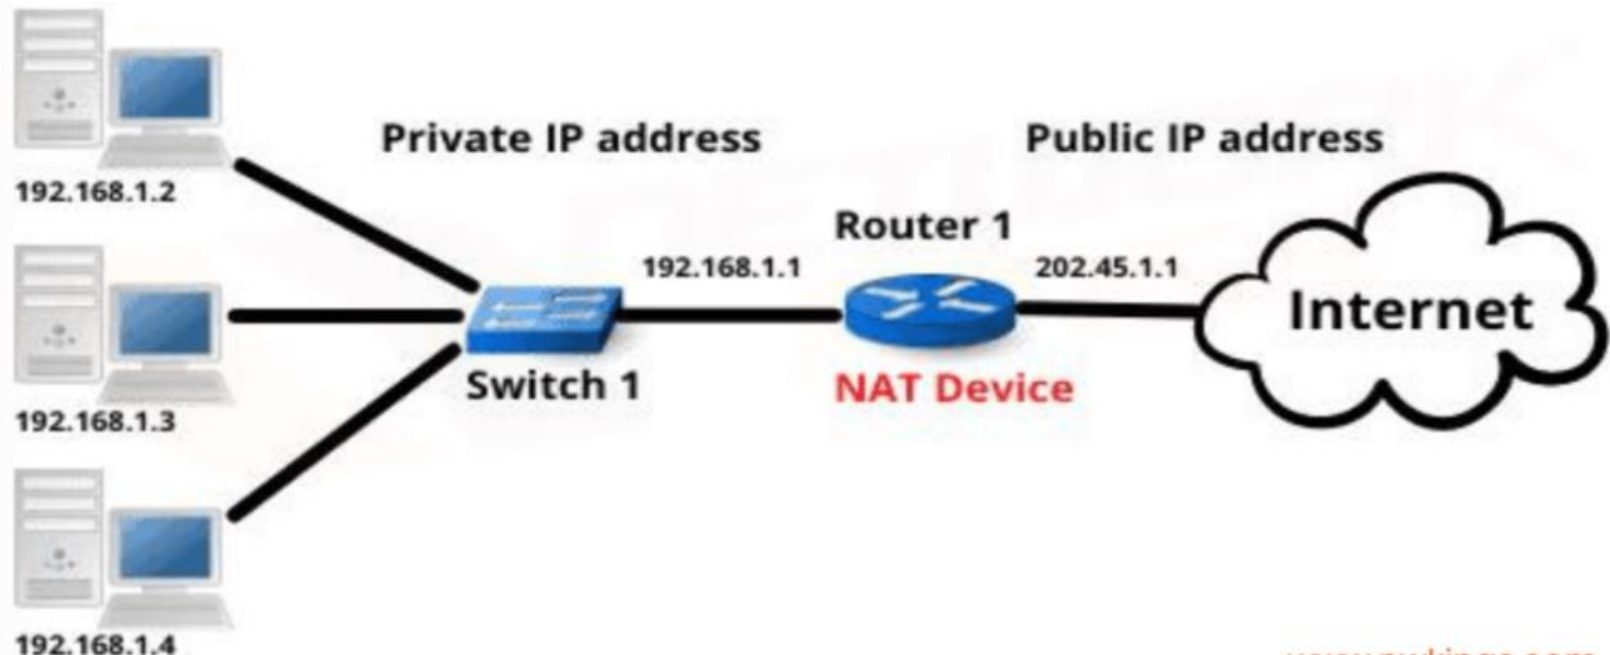 Private IP address
Public IP address
192.168.1.2
Router 1
192.168.1.1
202.45.1.1
Internet
Switch 1
NAT Device
192.168.1.3
192.168.1.4